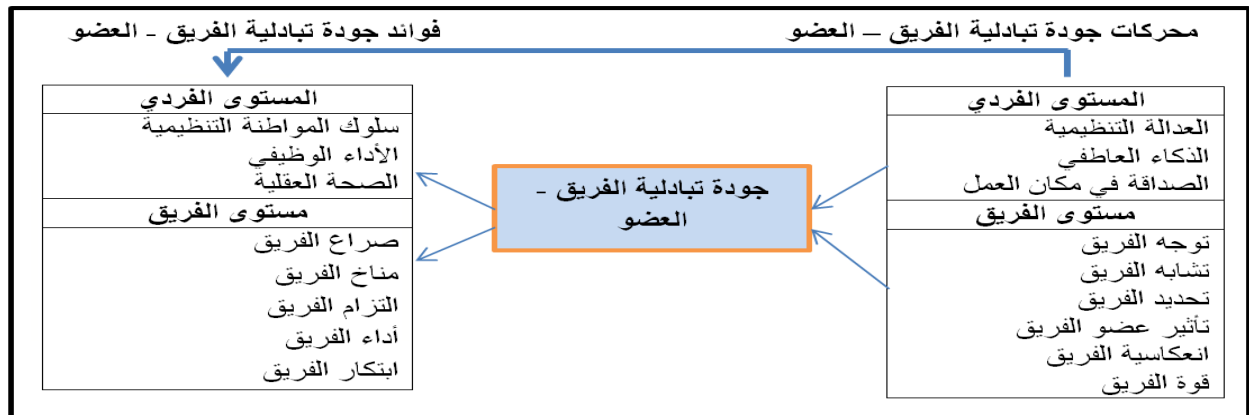 محركات جودة تبادلية الفريق – العضو
فوائد جودة تبادلية الفريق - العضو
المستوى الفردي
العدالة التنظيمية
الذكاء العاطفي
الصداقة في مكان العمل
مستوى الفريق
توجه الفريق
تشابه الفريق
تحديد الفريق
تأثير عضو الفريق
انعكاسية الفريق
قوة الفريق
جودة تبادلية الفريق -
العضو
المستوى الفردي
سلوك المواطنة التنظيمية
الأداء الوظيفي
الصحة العقلية
مستوى الفريق
صراع الفريق
مناخ الفريق
التزام الفريق
أداء الفريق
ابتكار الفريق